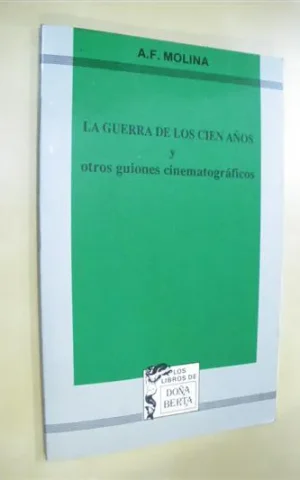 A.F. MOLINA
LA GUERRA DE LOS CIEN AÑOS
y
otros guiones cinematográficos
LOS
LIBROS DE
DOÑA
BERTA